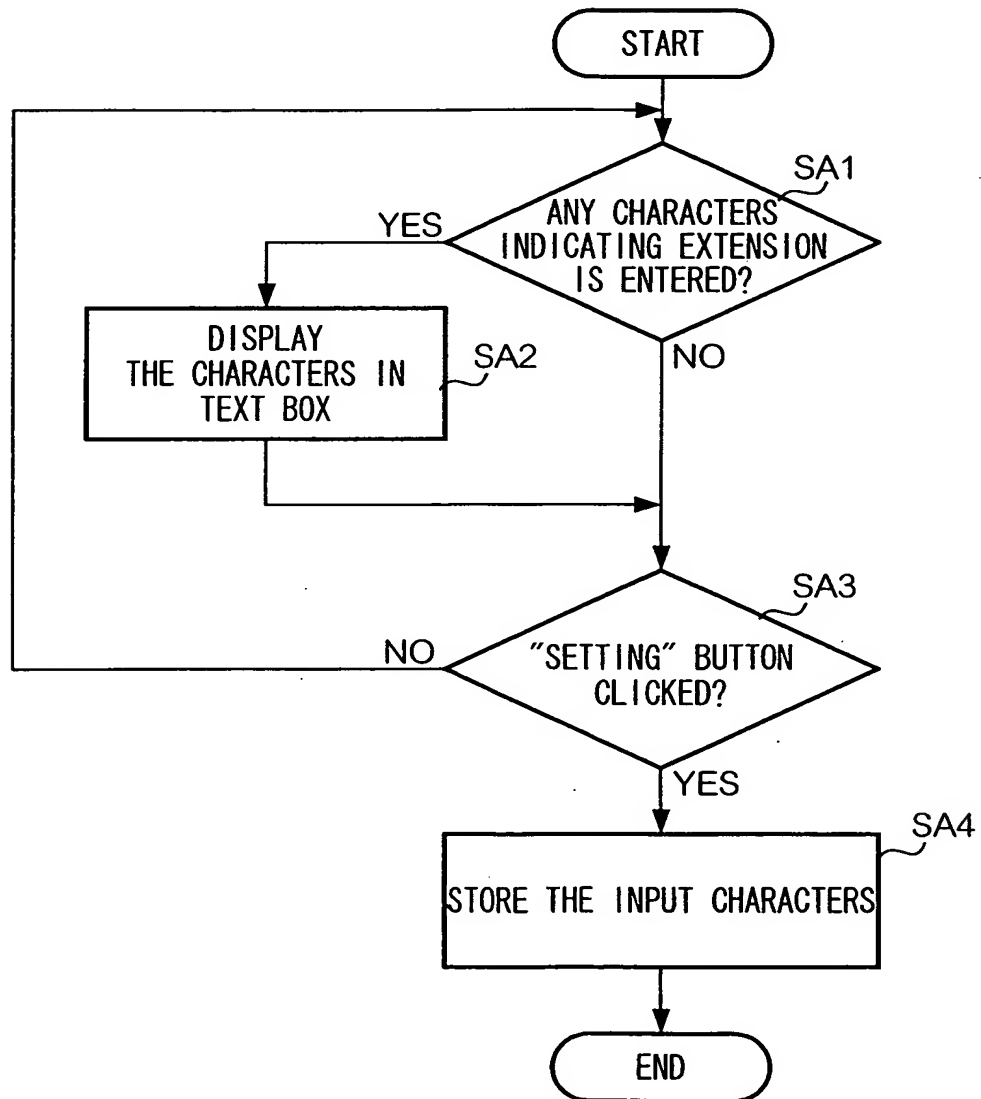 START
SA1
ANY CHARACTERS
INDICATING EXTENSION
IS ENTERED?
YES
NO
DISPLAY
THE CHARACTERS IN
TEXT BOX
SA2
SA3
"SETTING" BUTTON
CLICKED?
NO
YES
SA4
STORE THE INPUT CHARACTERS
END